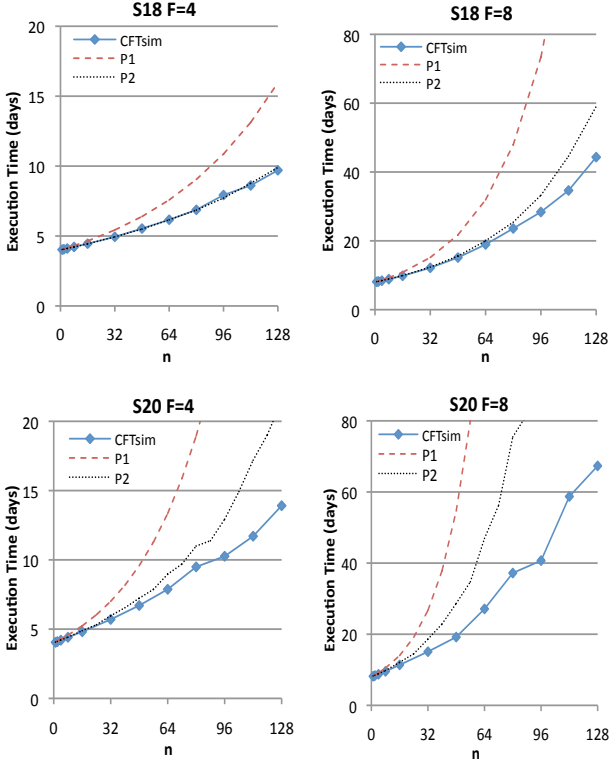 S18 F=4
Execution Time (days)
20
15
10
5
0
CFTsim
P1
P2
0 32 64 96 128
n
S18 F=8
Execution Time (days)
80
60
40
20
0
CFTsim
P1
P2
0 32 64 96 128
n
S20 F=4
Execution Time (days)
20
15
10
5
0
CFTsim
P1
P2
0 32 64 96 128
n
S20 F=8
Execution Time (days)
80
60
40
20
0
CFTsim
P1
P2
0 32 64 96 128
n